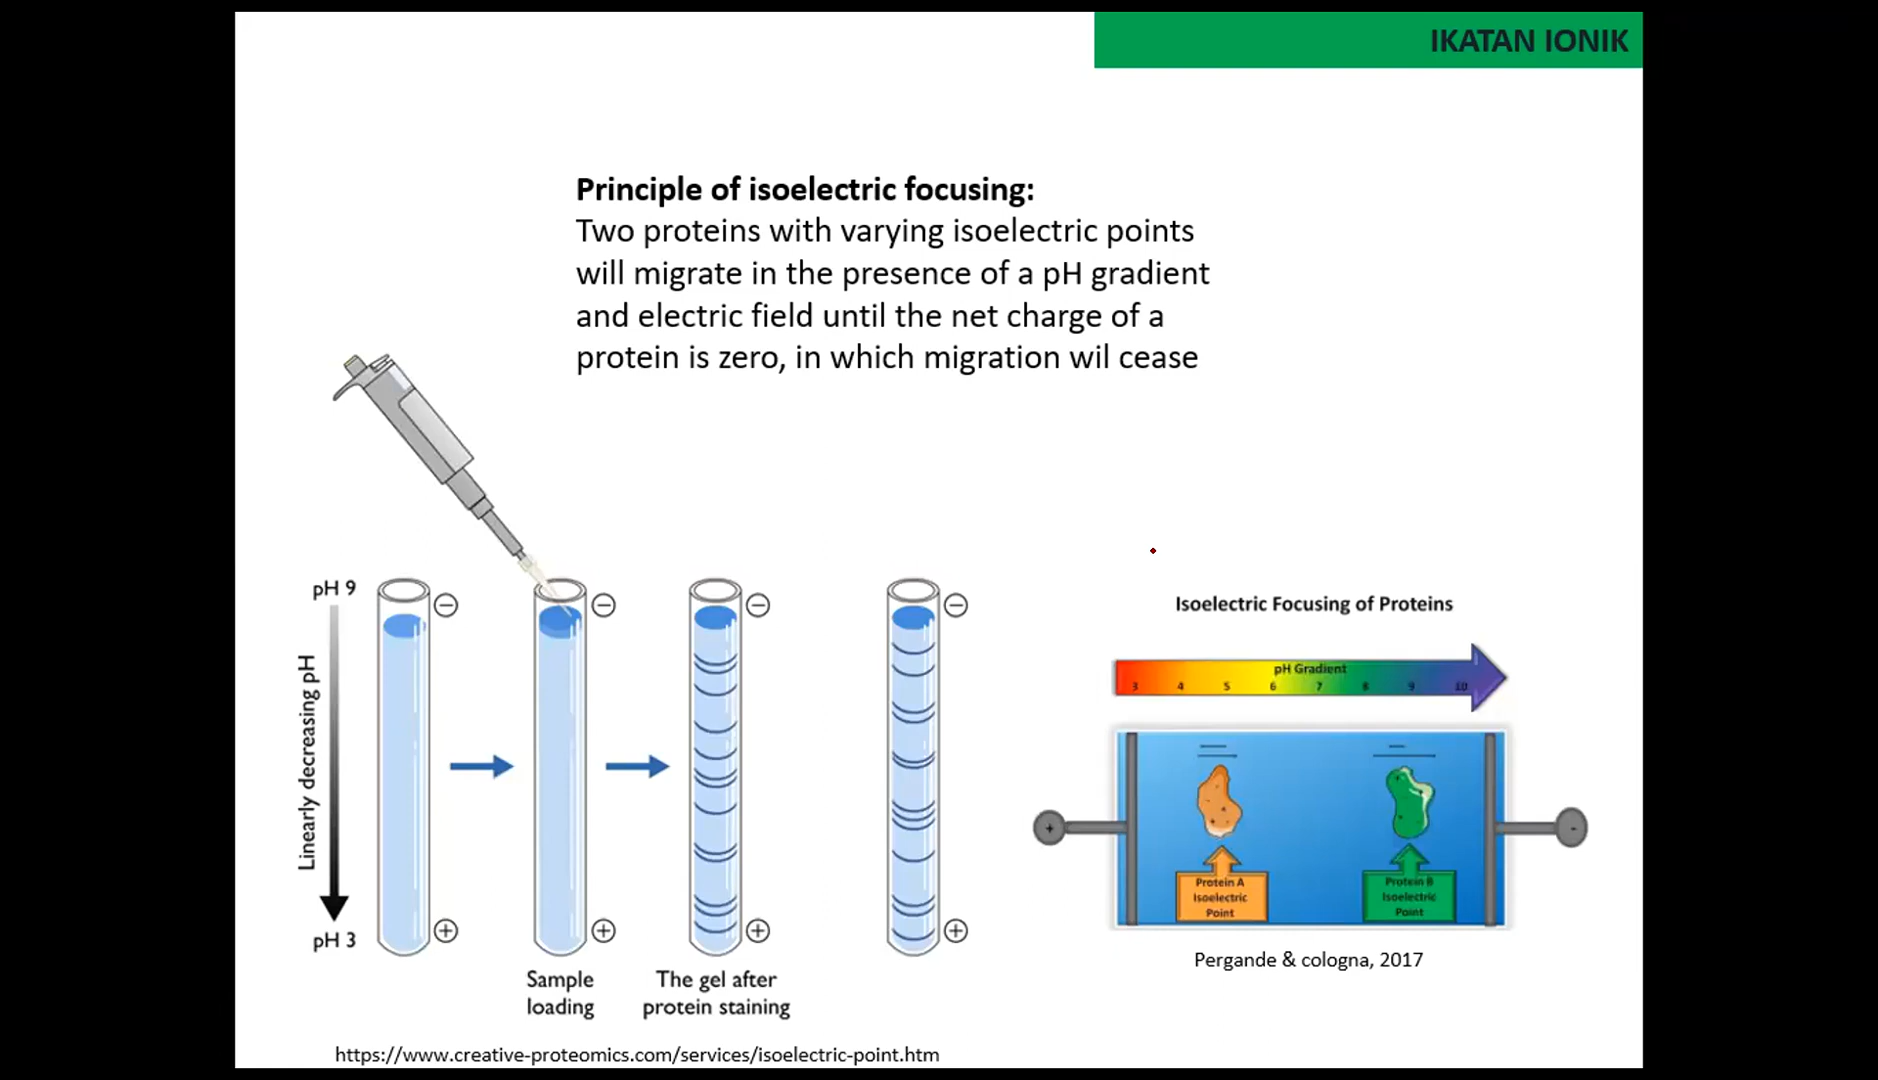 IKATAN IONIK
Principle of isoelectric focusing:
Two proteins with varying isoelectric points
will migrate in the presence of a pH gradient
and electric field until the net charge of a
protein is zero, in which migration wil cease
pH 9
Linearly decreasing pH
pH 3
Sample
loading
The gel after
protein staining
Isoelectric Focusing of Proteins
pH Gradient
3 4 5 6 7 8 9 10
Protein A
Isoelectric
Point
Protein B
Isoelectric
Point
Pergande & cologna, 2017
https://www.creative-proteomics.com/services/isoelectric-point.htm